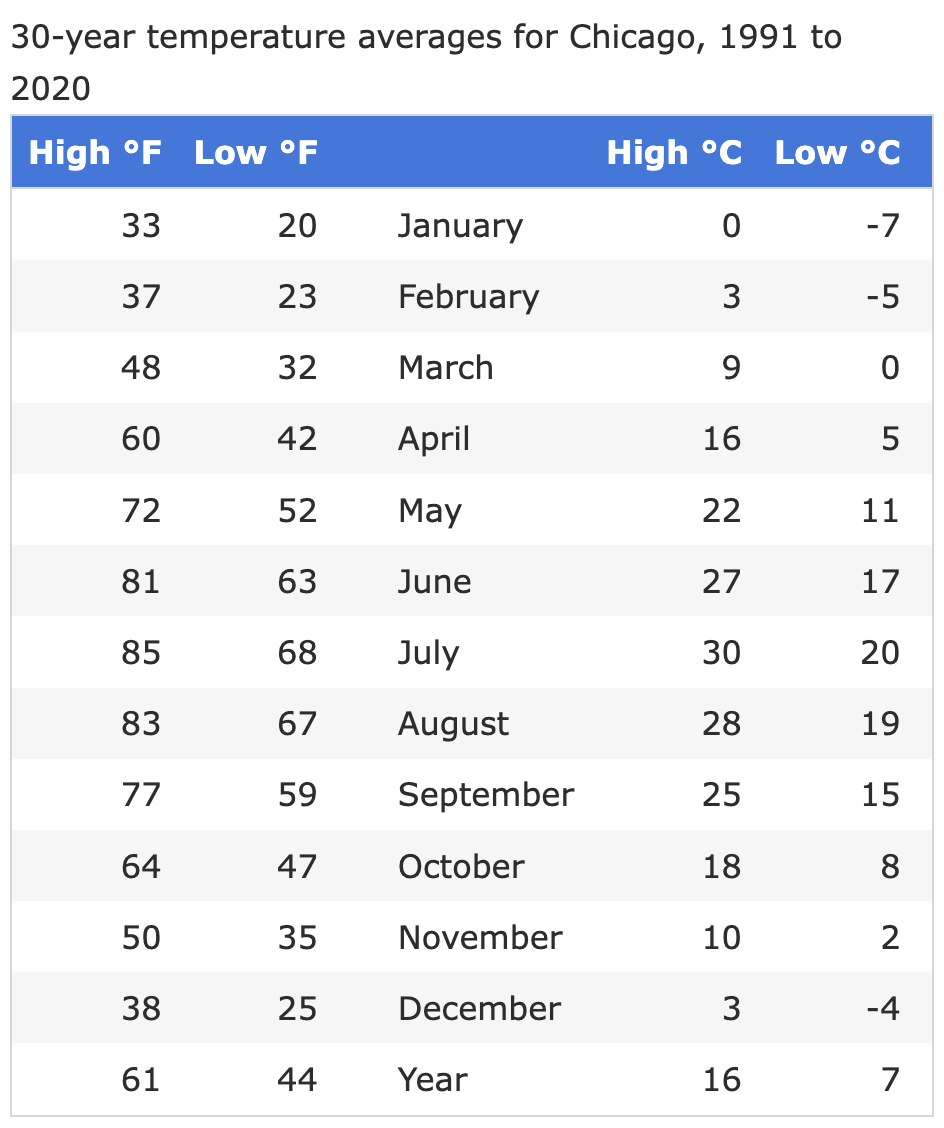 30-year temperature averages for Chicago, 1991 to
2020
High °F Low °F High °C Low °C
33 20 January 0 -7
37 23 February 3 -5
48 32 March 9 0
60 42 April 16 5
72 52 May 22 11
81 63 June 27 17
85 68 July 30 20
83 67 August 28 19
77 59 September 25 15
64 47 October 18 8
50 35 November 10 2
38 25 December 3 -4
61 44 Year 16 7